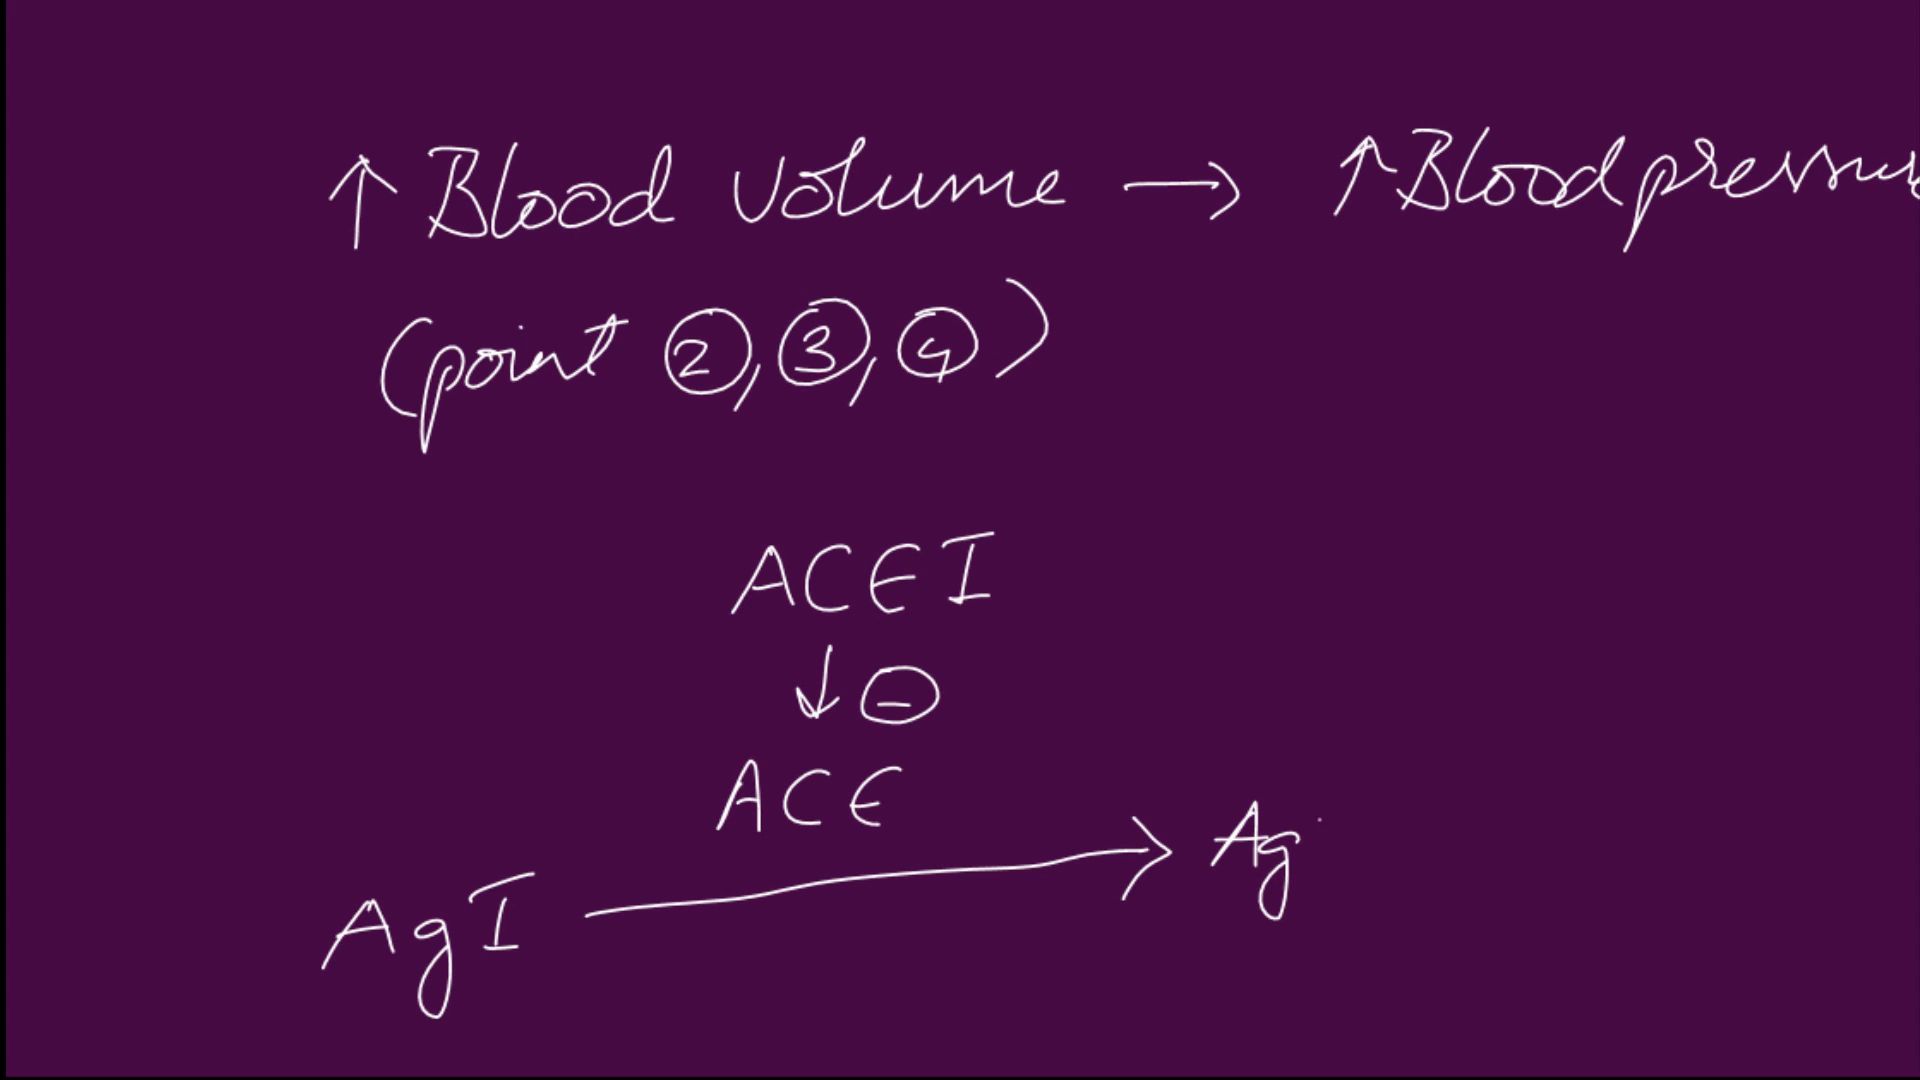 ↑ Blood volume → ↑ Blood pressure
(point ②, ③, ④)
ACEI
↓ ⊖
ACE
AgI → Ag